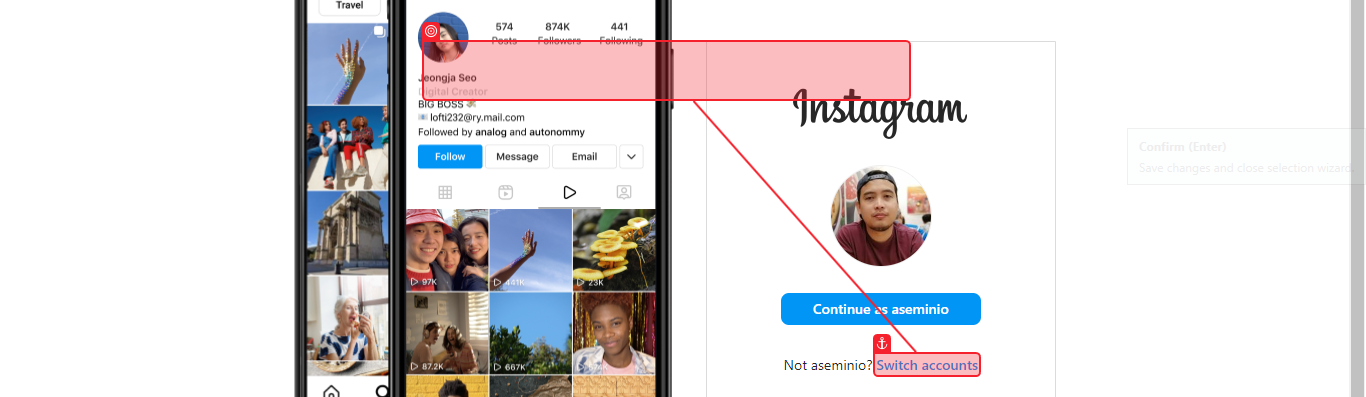 Travel
574 874K 441
Posts Followers Following
Jeongja Seo
Digital Creator
BIG BOSS
lofti232@ry.mail.com
Followed by analog and autonommy
Follow Message Email
97K 441K 23K
87.2K 667K
Instagram
Continue as aseminio
Not aseminio? Switch accounts
Confirm (Enter)
Save changes and close selection wizard.